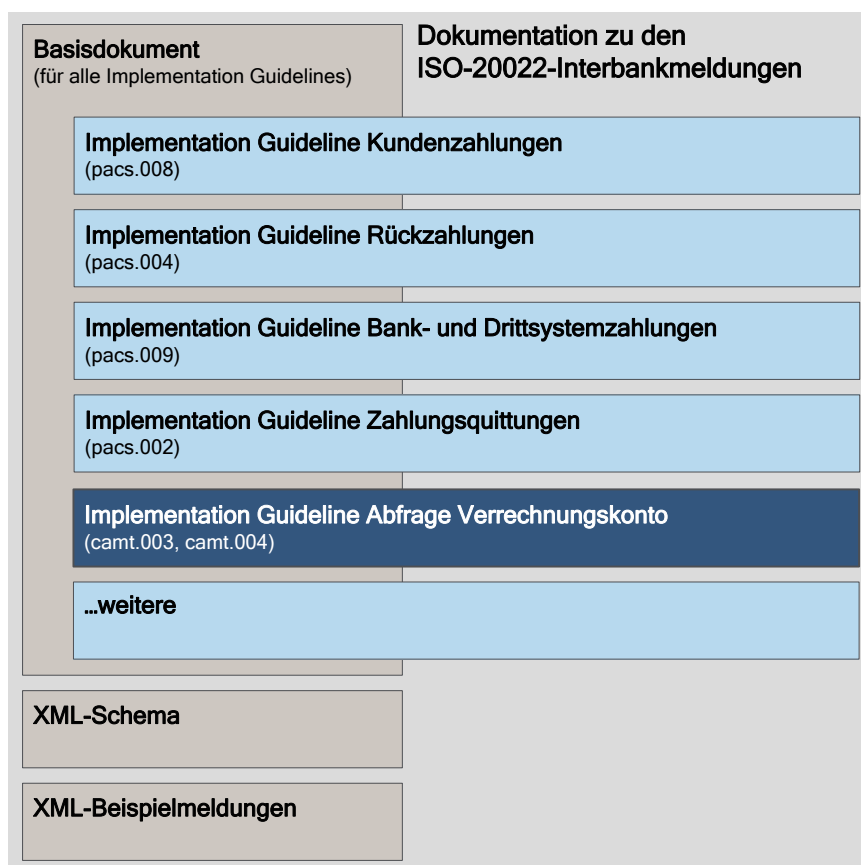 Basisdokument
(für alle Implementation Guidelines)
Dokumentation zu den
ISO-20022-Interbankmeldungen
Implementation Guideline Kundenzahlungen
(pacs.008)
Implementation Guideline Rückzahlungen
(pacs.004)
Implementation Guideline Bank- und Drittsystemzahlungen
(pacs.009)
Implementation Guideline Zahlungsquittungen
(pacs.002)
Implementation Guideline Abfrage Verrechnungskonto
(camt.003, camt.004)
...weitere
XML-Schema
XML-Beispielmeldungen